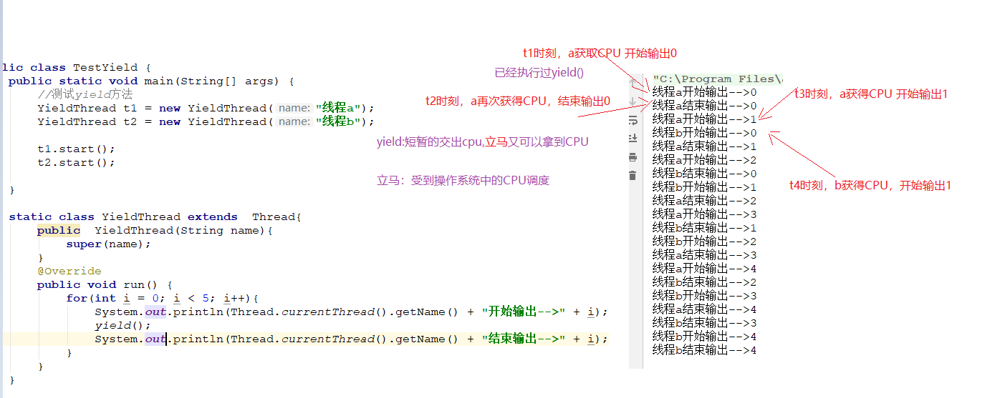 lic class TestYield {
public static void main(String[] args) {
//测试yield方法
YieldThread t1 = new YieldThread( name: "线程a");
YieldThread t2 = new YieldThread( name: "线程b");
t1.start();
t2.start();
}
static class YieldThread extends Thread{
public YieldThread(String name){
super(name);
}
@Override
public void run() {
for(int i = 0; i < 5; i++){
System.out.println(Thread.currentThread().getName() + "开始输出-->" + i);
yield();
System.out.println(Thread.currentThread().getName() + "结束输出-->" + i);
}
}
}
t1时刻，a获取CPU 开始输出0
已经执行过yield()
t2时刻，a再次获得CPU，结束输出0
yield:短暂的交出cpu,立马又可以拿到CPU
立马：受到操作系统中的CPU调度
"C:\Program Files\
线程a开始输出-->0
线程a结束输出-->0
线程a开始输出-->1
线程b开始输出-->0
线程a结束输出-->1
线程a开始输出-->2
线程b结束输出-->0
线程b开始输出-->1
线程a结束输出-->2
线程a开始输出-->3
线程b结束输出-->1
线程b开始输出-->2
线程a结束输出-->3
线程a开始输出-->4
线程b结束输出-->2
线程b开始输出-->3
线程a结束输出-->4
线程b结束输出-->3
线程b开始输出-->4
线程b结束输出-->4
t3时刻，a获得CPU 开始输出1
t4时刻，b获得CPU，开始输出1